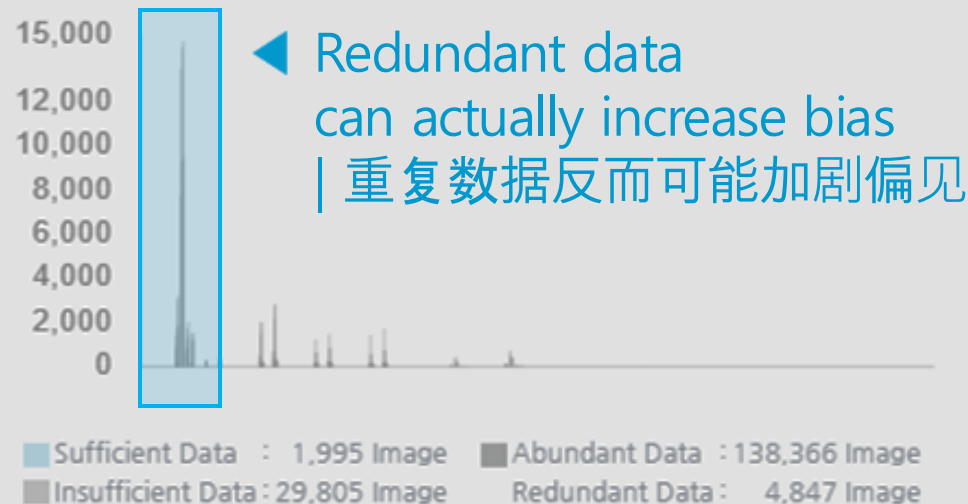 15,000
12,000
10,000
8,000
6,000
4,000
2,000
0
Redundant data
can actually increase bias
| 重复数据反而可能加剧偏见
Sufficient Data : 1,995 Image
Abundant Data : 138,366 Image
Insufficient Data : 29,805 Image
Redundant Data : 4,847 Image